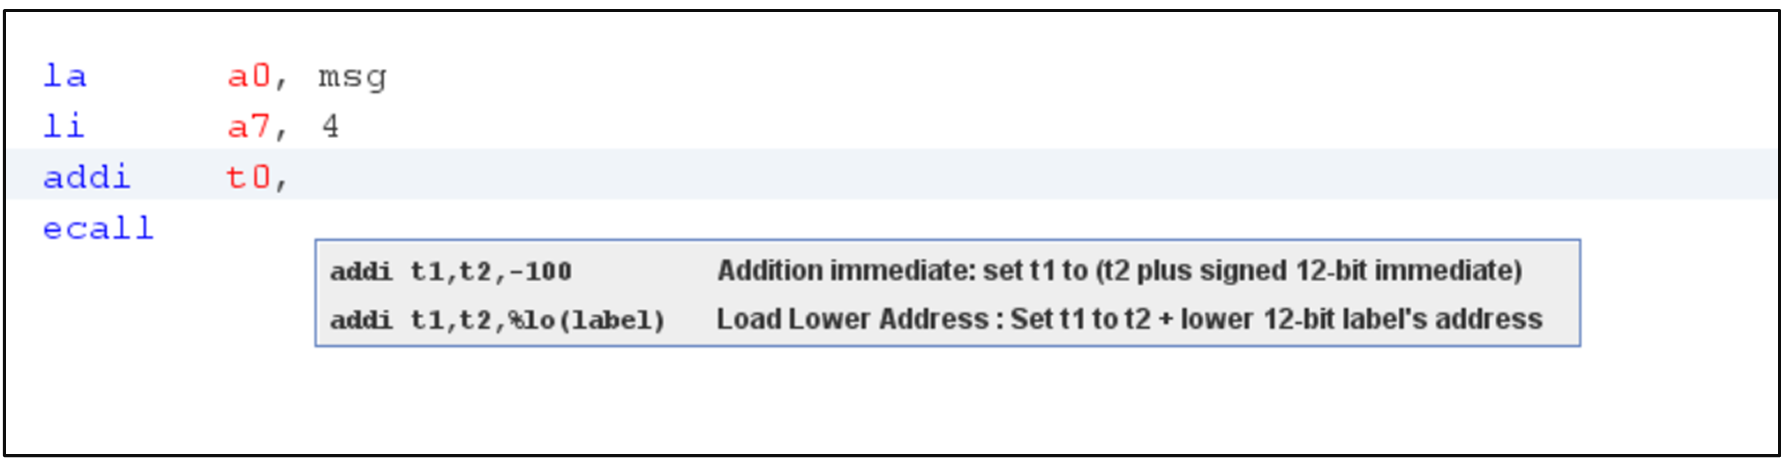 la a0, msg
li a7, 4
addi t0,
ecall
addi t1,t2,-100 Addition immediate: set t1 to (t2 plus signed 12-bit immediate)
addi t1,t2,%lo(label) Load Lower Address : Set t1 to t2 + lower 12-bit label's address